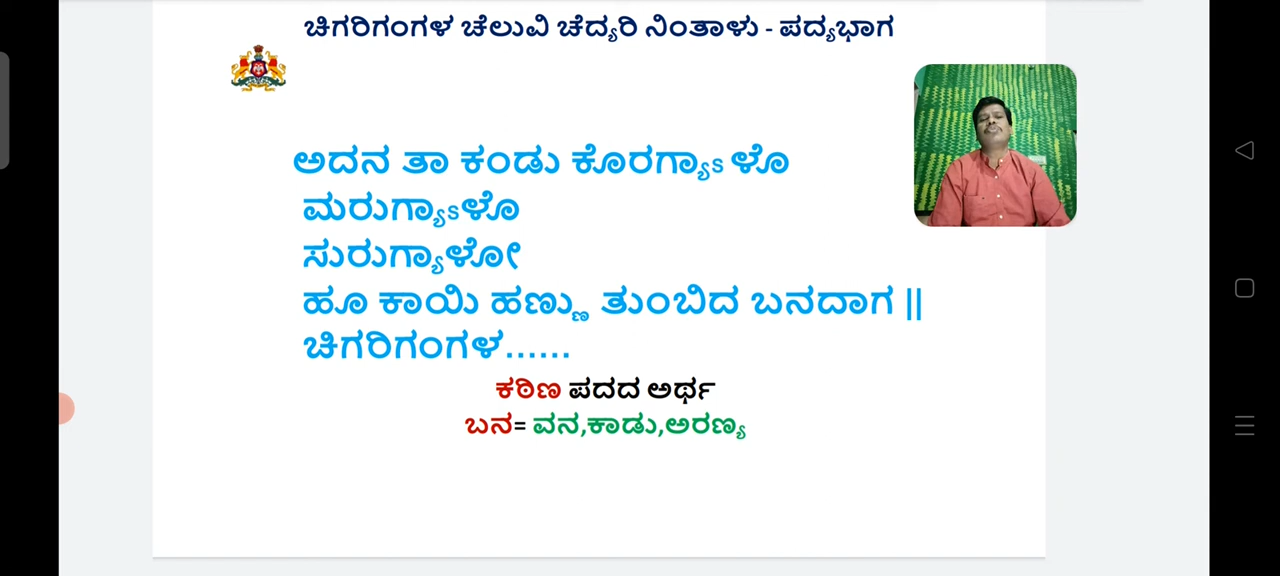 ಚಿಗರಿಗಂಗಳ ಚೆಲುವಿ ಚೆದ್ಯರಿ ನಿಂತಾಳು - ಪದ್ಯಭಾಗ
ಅದನ ತಾ ಕಂಡು ಕೊರಗ್ಯಾs ಳೊ
ಮರುಗ್ಯಾsಳೊ
ಸುರುಗ್ಯಾಳೋ
ಹೂ ಕಾಯಿ ಹಣ್ಣು ತುಂಬಿದ ಬನದಾಗ ||
ಚಿಗರಿಗಂಗಳ......
ಕಠಿಣ ಪದದ ಅರ್ಥ
ಬನ= ವನ,ಕಾಡು,ಅರಣ್ಯ